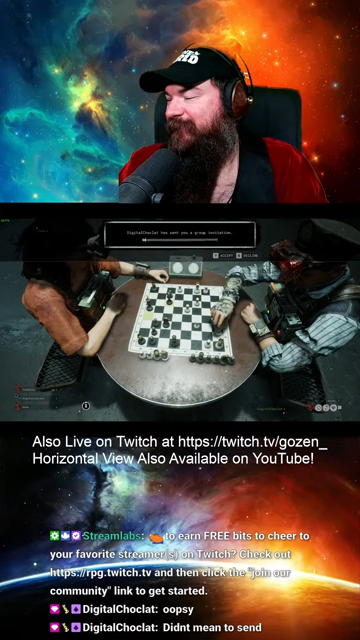 WORLD
DigitalChoclat has sent you a group invitation.
ACCEPT
DECLINE
Also Live on Twitch at https://twitch.tv/gozen_
Horizontal View Also Available on YouTube!
Streamlabs: to earn FREE bits to cheer to
your favorite streamer(s) on Twitch? Check out
https://rpg.twitch.tv and then click the "join our
community" link to get started.
DigitalChoclat: oopsy
DigitalChoclat: Didnt mean to send